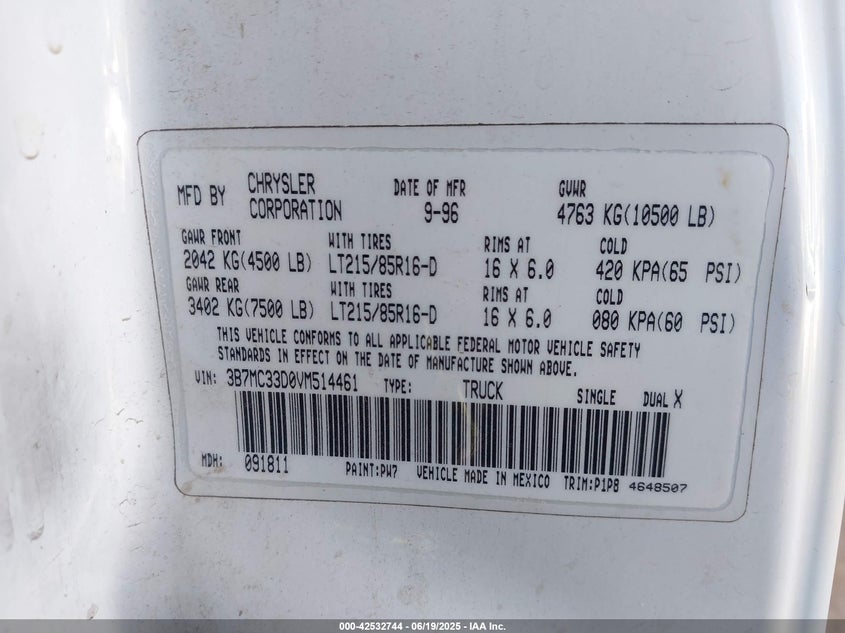 MFD BY CHRYSLER CORPORATION DATE OF MFR 9-96 GVWR 4763 KG(10500 LB)
GAWR FRONT WITH TIRES RIMS AT COLD
2042 KG(4500 LB) LT215/85R16-D 16 X 6.0 420 KPA(65 PSI)
GAWR REAR WITH TIRES RIMS AT COLD
3402 KG(7500 LB) LT215/85R16-D 16 X 6.0 080 KPA(60 PSI)
THIS VEHICLE CONFORMS TO ALL APPLICABLE FEDERAL MOTOR VEHICLE SAFETY
STANDARDS IN EFFECT ON THE DATE OF MANUFACTURE SHOWN ABOVE.
VIN: 3B7MC33D0VM514461 TYPE: TRUCK SINGLE DUAL X
MDH: 091811 PAINT:PW7 VEHICLE MADE IN MEXICO TRIM:P1P8 4648507
000-42532744 - 06/19/2025 - IAA Inc.